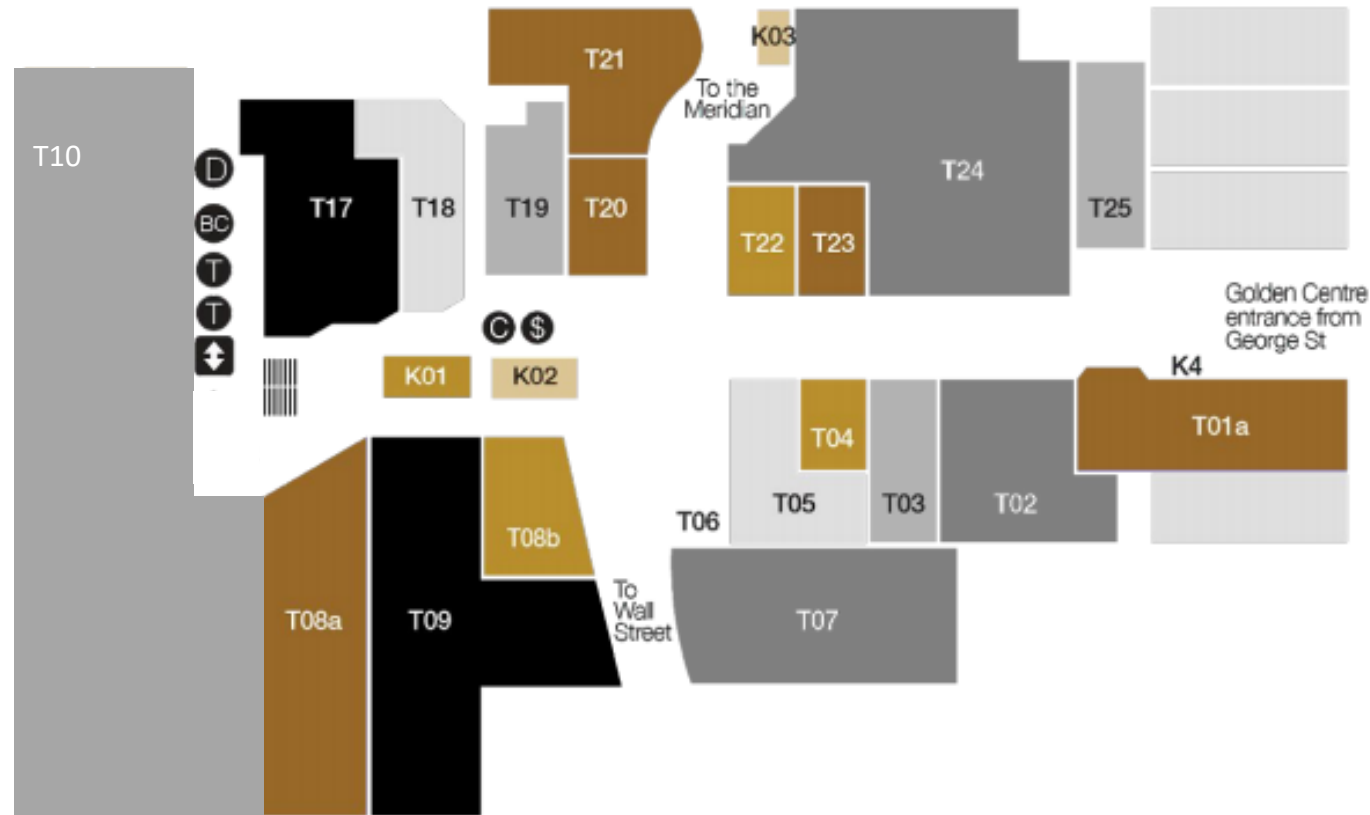 T21
K03
To the
Meridian
T10
D
T24
BC
T17
T18
T19
T20
T22
T23
T25
T
T
C
$
Golden Centre
entrance from
George St
K01
K02
K4
T04
T01a
T05
T03
T02
T06
T08b
To
Wall
Street
T08a
T09
T07